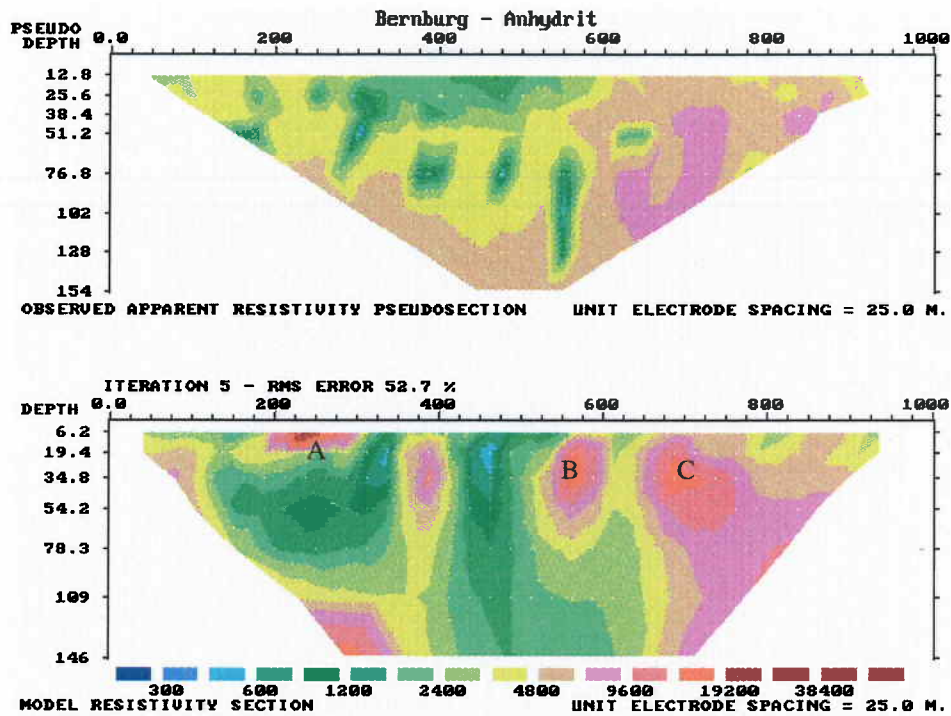 Bernburg - Anhydrit
PSEUDO
DEPTH
0.0 200 400 600 800 1000
12.8
25.6
38.4
51.2
76.8
102
128
154
OBSERVED APPARENT RESISTIVITY PSEUDOSECTION UNIT ELECTRODE SPACING = 25.0 M.
ITERATION 5 - RMS ERROR 52.7 %
DEPTH 0.0 200 400 600 800 1000
6.2
19.4
A
B C
34.8
54.2
78.3
109
146
300 600 1200 2400 4800 9600 19200 38400
MODEL RESISTIVITY SECTION UNIT ELECTRODE SPACING = 25.0 M.